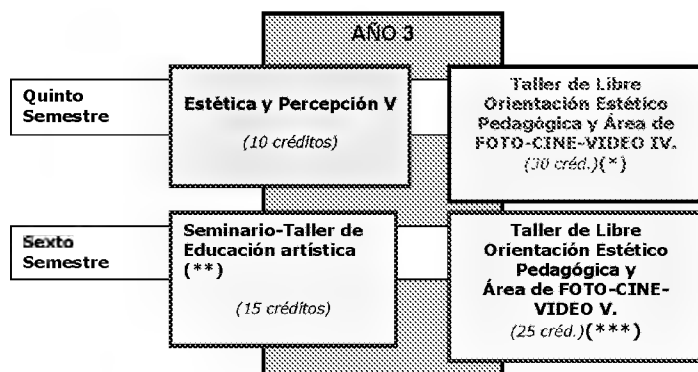 AÑO 3
Quinto
Semestre
Estética y Percepción V
(10 créditos)
Taller de Libre
Orientación Estético
Pedagógica y Área de
FOTO-CINE-VIDEO IV.
(30 créd.)(*)
Sexto
Semestre
Seminario-Taller de
Educación artística
(**)
(15 créditos)
Taller de Libre
Orientación Estético
Pedagógica y
Área de FOTO-CINE-
VIDEO V.
(25 créd.)(***)